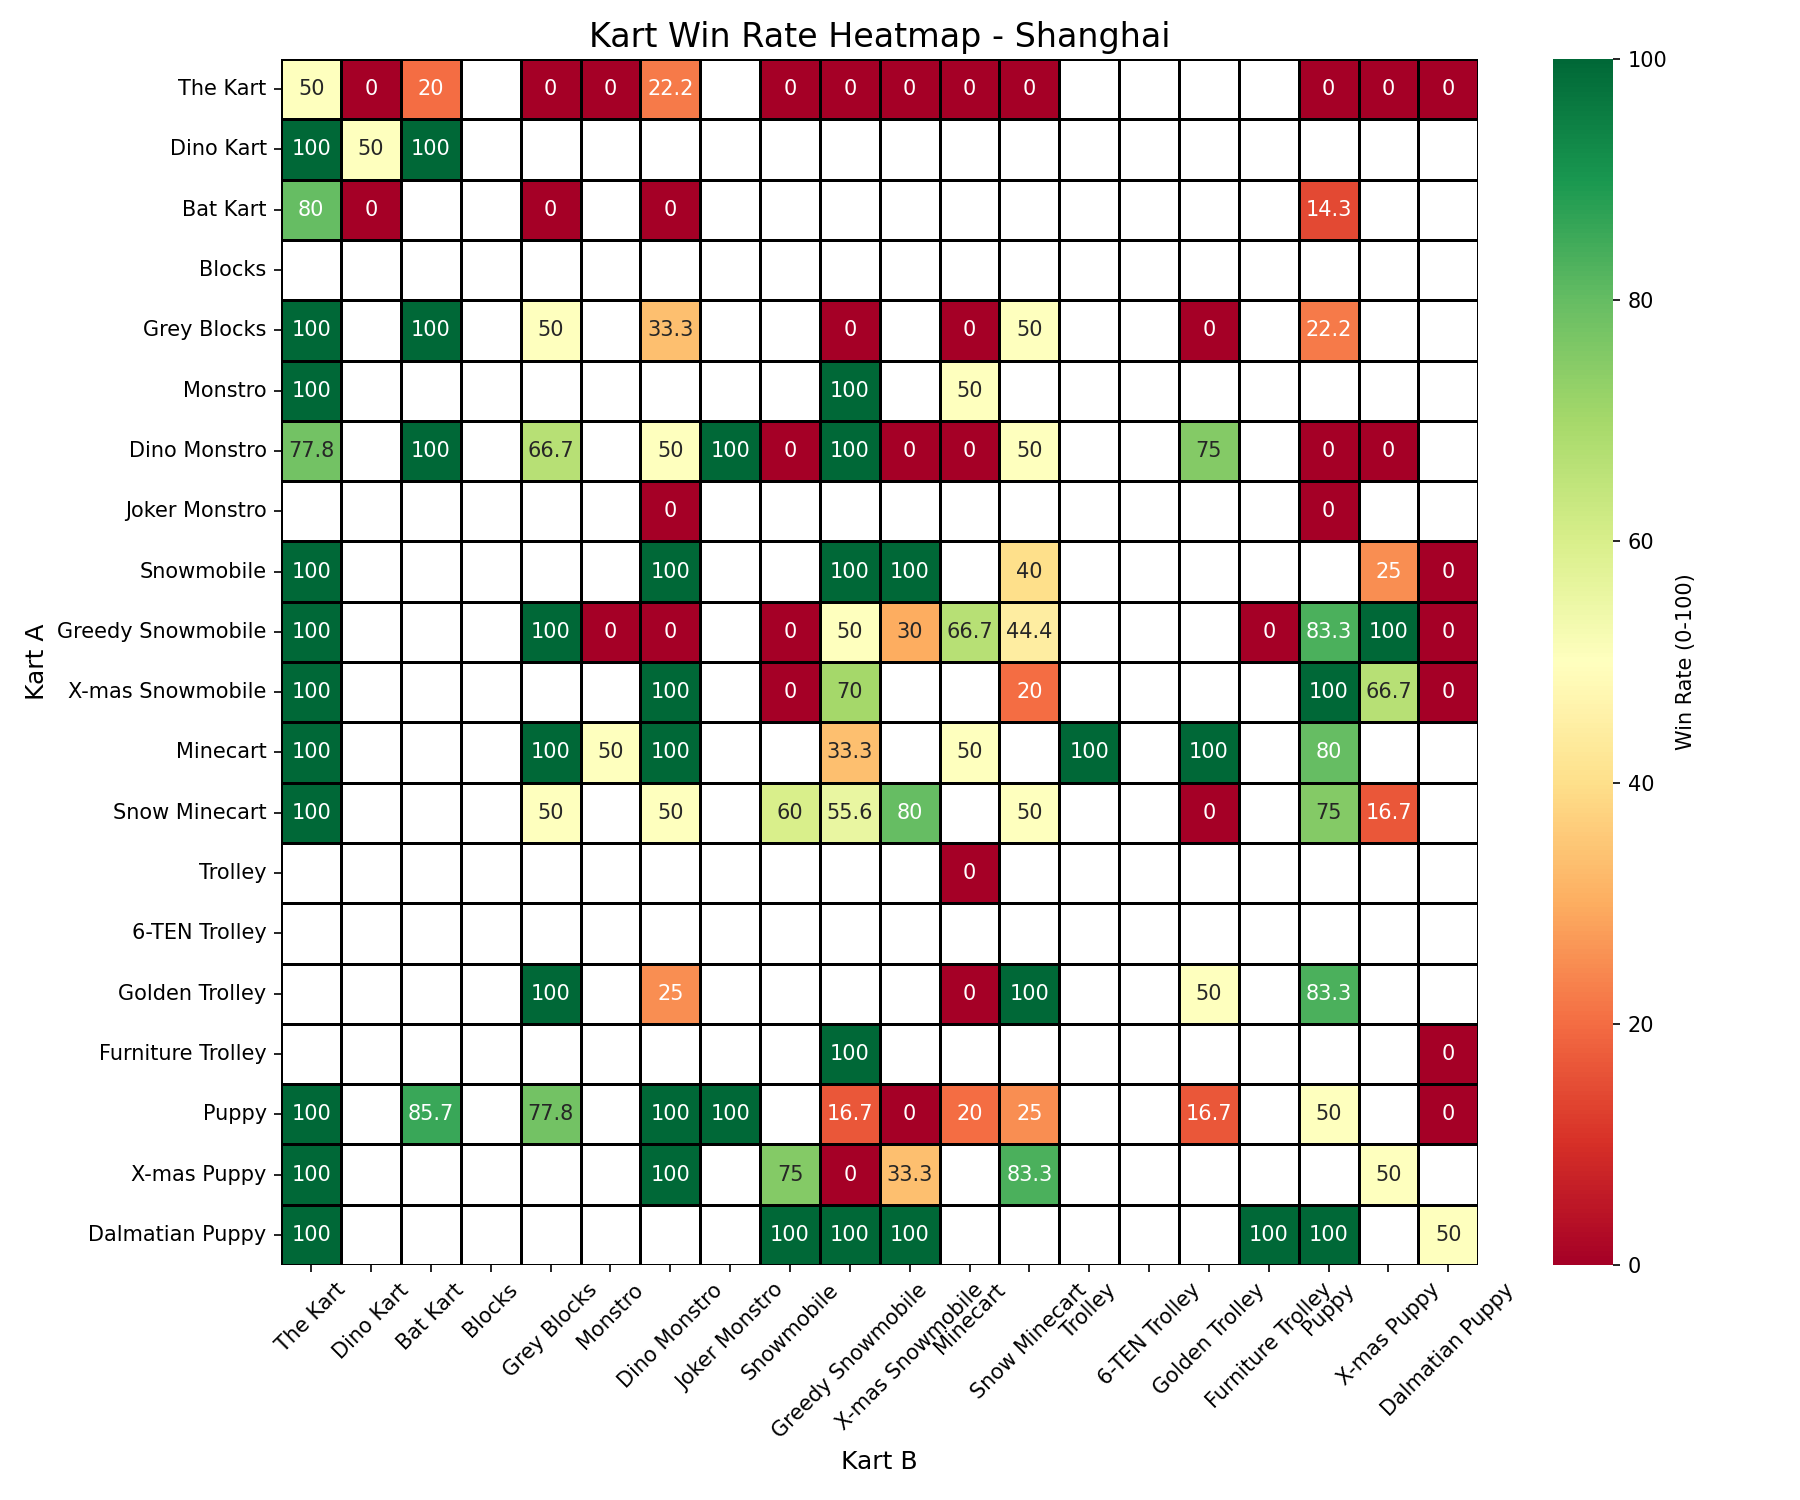 Kart Win Rate Heatmap - Shanghai
The Kart 50 0 20 0 0 22.2 0 0 0 0 0 0 0 0
Dino Kart 100 50 100
Bat Kart 80 0 0 0 14.3
Blocks
Grey Blocks 100 100 50 33.3 0 0 50 0 22.2
Monstro 100 100 50
Dino Monstro 77.8 100 66.7 50 100 0 100 0 0 50 75 0 0
Joker Monstro 0 0
Snowmobile 100 100 100 100 40 25 0
Greedy Snowmobile 100 100 0 0 0 50 30 66.7 44.4 0 83.3 100 0
X-mas Snowmobile 100 100 0 70 20 100 66.7 0
Minecart 100 100 50 100 33.3 50 100 100 80
Snow Minecart 100 50 50 60 55.6 80 50 0 75 16.7
Trolley 0
6-TEN Trolley
Golden Trolley 100 25 0 100 50 83.3
Furniture Trolley 100 0
Puppy 100 85.7 77.8 100 100 16.7 0 20 25 16.7 50 0
X-mas Puppy 100 100 75 0 33.3 83.3 50
Dalmatian Puppy 100 100 100 100 100 100 50
Kart A
The Kart
Dino Kart
Bat Kart
Blocks
Grey Blocks
Monstro
Dino Monstro
Joker Monstro
Snowmobile
Greedy Snowmobile
X-mas Snowmobile
Minecart
Snow Minecart
Trolley
6-TEN Trolley
Golden Trolley
Furniture Trolley
Puppy
X-mas Puppy
Dalmatian Puppy
Kart B
100
80
60
40
20
0
Win Rate (0-100)